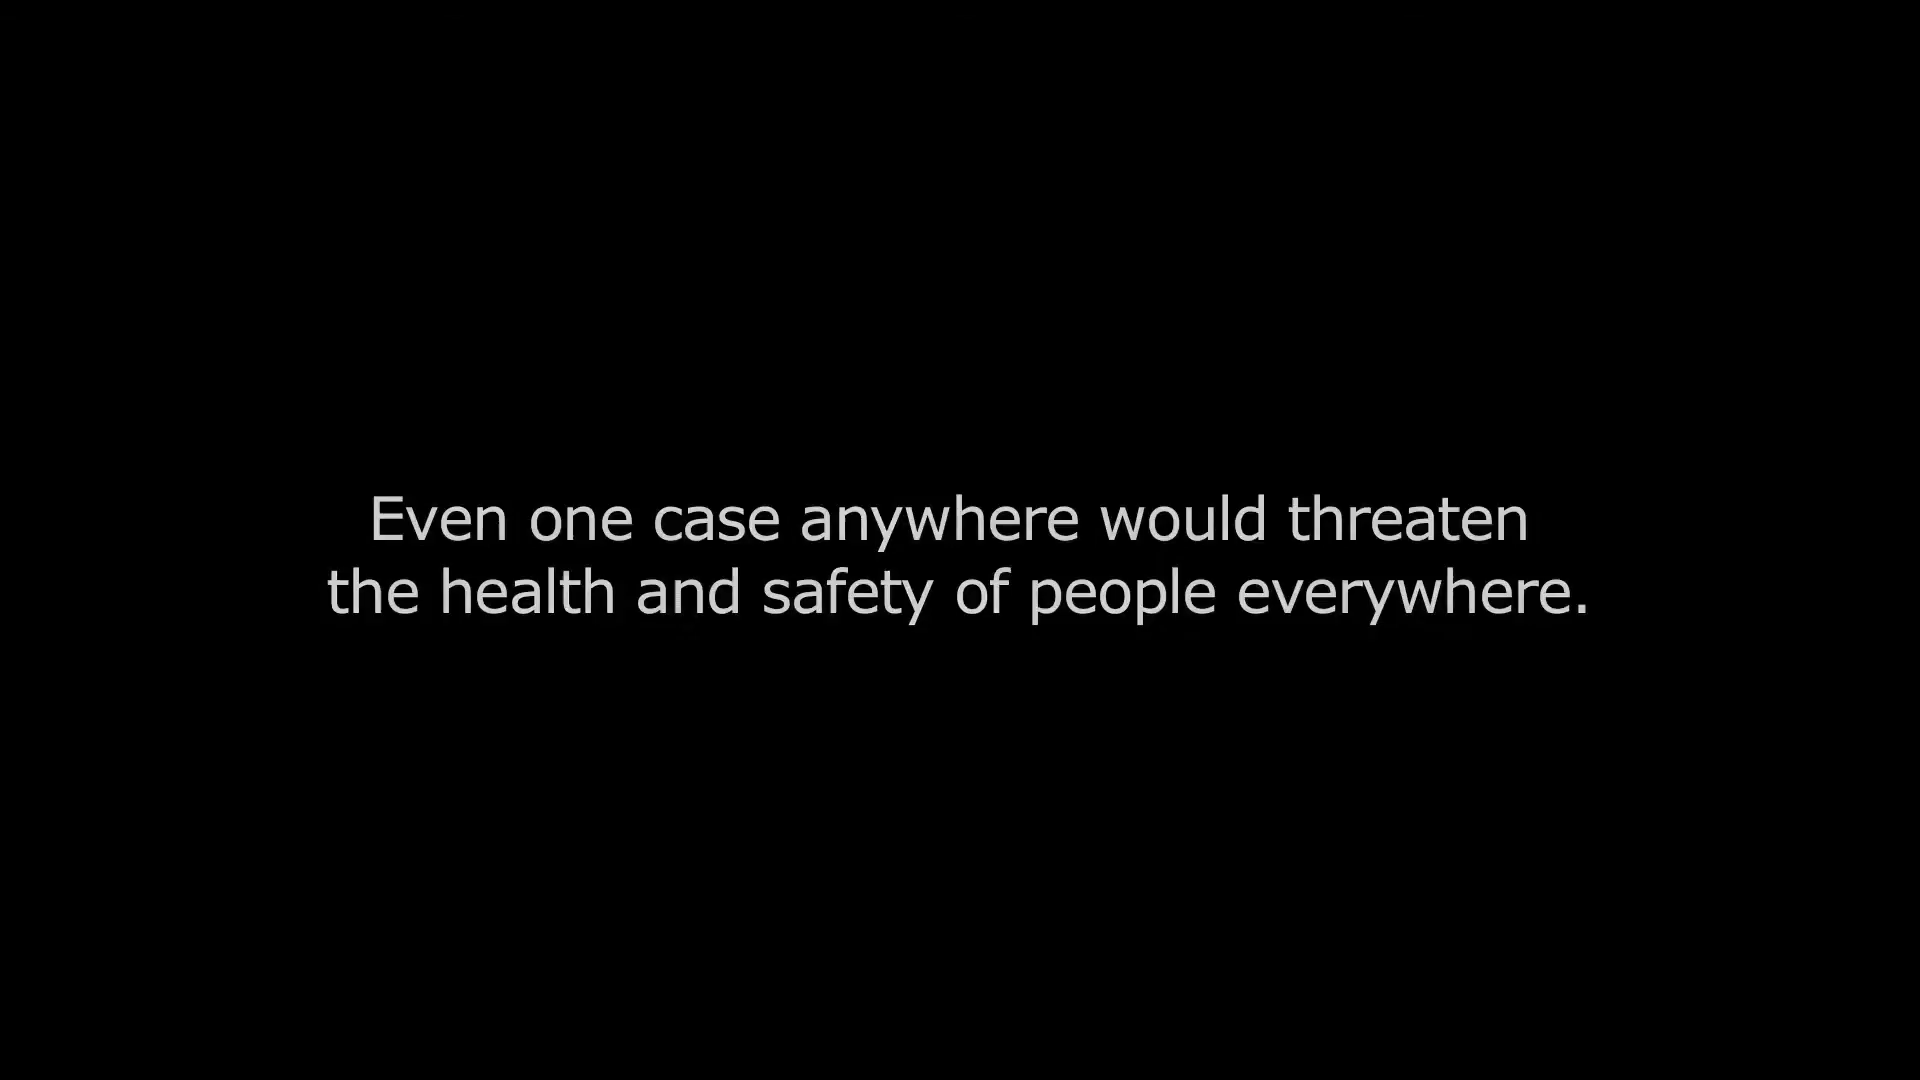 Even one case anywhere would threaten
the health and safety of people everywhere.